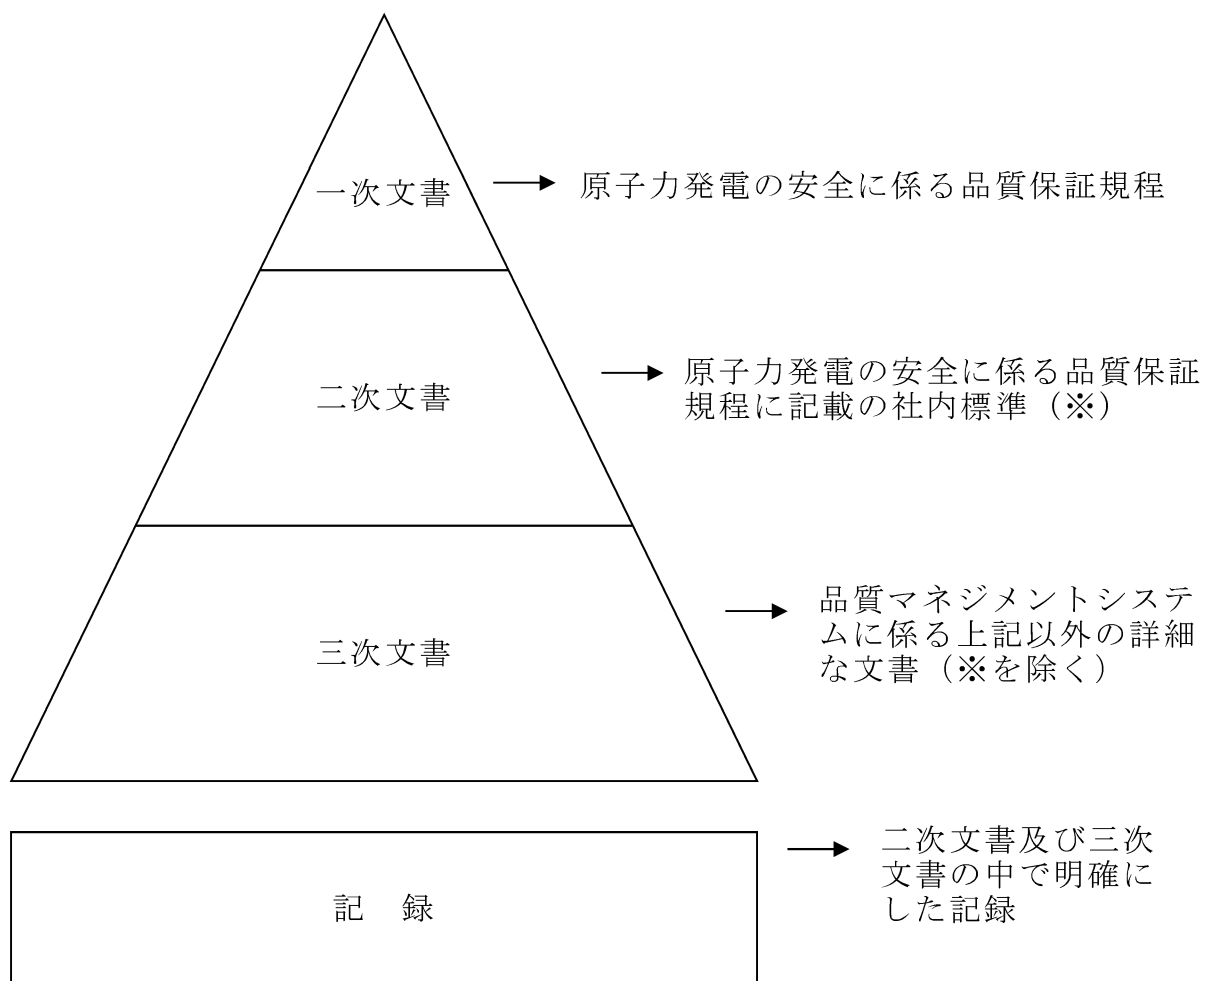 一次文書
原子力発電の安全に係る品質保証規程
二次文書
原子力発電の安全に係る品質保証
規程に記載の社内標準（※）
三次文書
品質マネジメントシステ
ムに係る上記以外の詳細
な文書（※を除く）
記　録
二次文書及び三次
文書の中で明確に
した記録